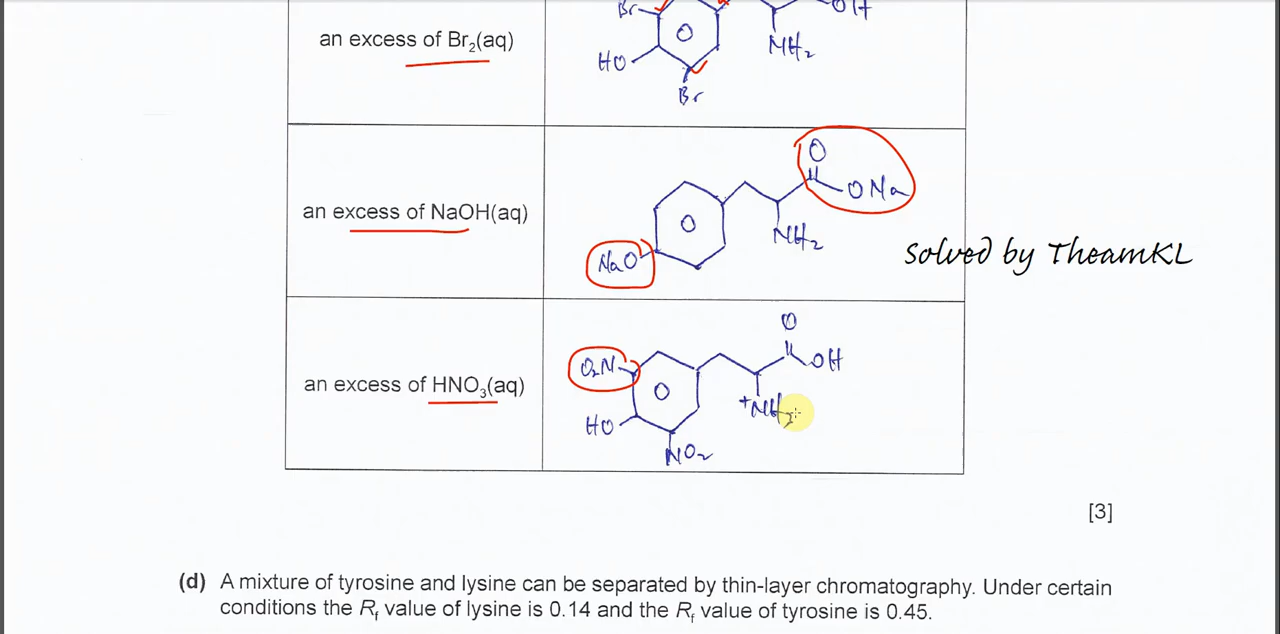 Br
OH
an excess of Br₂(aq)
O
NH₂
HO
Br
O
ONa
an excess of NaOH(aq)
O
NH₂
NaO
Solved by TheamKL
O
O₂N
OH
an excess of HNO₃(aq)
O
⁺NH₃
HO
NO₂
[3]
(d) A mixture of tyrosine and lysine can be separated by thin-layer chromatography. Under certain
conditions the Rf value of lysine is 0.14 and the Rf value of tyrosine is 0.45.